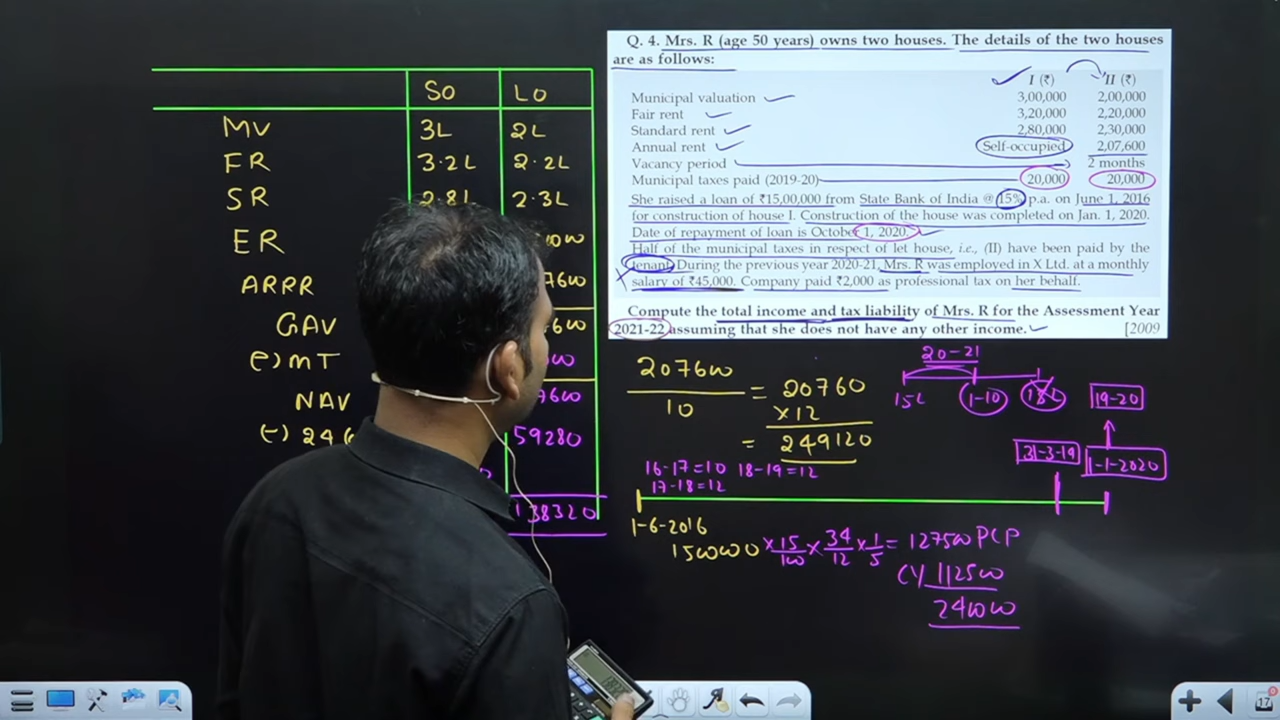 Q. 4. Mrs. R (age 50 years) owns two houses. The details of the two houses
are as follows:
I (₹) II (₹)
Municipal valuation 3,00,000 2,00,000
Fair rent 3,20,000 2,20,000
Standard rent 2,80,000 2,30,000
Annual rent Self-occupied 2,07,600
Vacancy period 2 months
Municipal taxes paid (2019-20) 20,000 20,000
She raised a loan of ₹15,00,000 from State Bank of India @ 15% p.a. on June 1, 2016
for construction of house I. Construction of the house was completed on Jan. 1, 2020.
Date of repayment of loan is October 1, 2020.
Half of the municipal taxes in respect of let house, i.e., (II) have been paid by the
tenant. During the previous year 2020-21, Mrs. R was employed in X Ltd. at a monthly
salary of ₹45,000. Company paid ₹2,000 as professional tax on her behalf.
Compute the total income and tax liability of Mrs. R for the Assessment Year
2021-22 assuming that she does not have any other income.
[2009
SO LO
MV 3L 2L
FR 3.2L 2.2L
SR 2.8L 2.3L
ER
ARRR
GAV
(-) MT
NAV
(-) 24
59280
138320
207600
10
= 20760
×12
= 249120
20-21
15L 1-10
19-20
31-3-19 1-1-2020
16-17=10 18-19=12
17-18=12
1-6-2016
1500000 × 15/100 × 34/12 × 1/5 = 127500 PCP
(+) 112500
240000
17